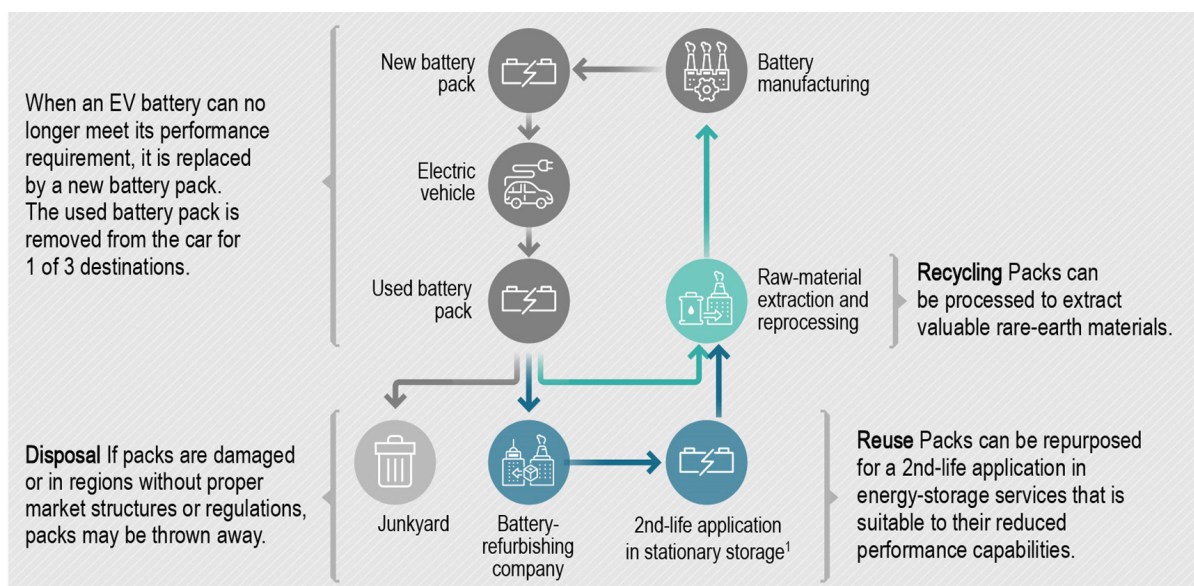 When an EV battery can no
longer meet its performance
requirement, it is replaced
by a new battery pack.
The used battery pack is
removed from the car for
1 of 3 destinations.
New battery
pack
Battery
manufacturing
Electric
vehicle
Used battery
pack
Raw-material
extraction and
reprocessing
Recycling Packs can
be processed to extract
valuable rare-earth materials.
Disposal If packs are damaged
or in regions without proper
market structures or regulations,
packs may be thrown away.
Junkyard
Battery-
refurbishing
company
2nd-life application
in stationary storage¹
Reuse Packs can be repurposed
for a 2nd-life application in
energy-storage services that is
suitable to their reduced
performance capabilities.